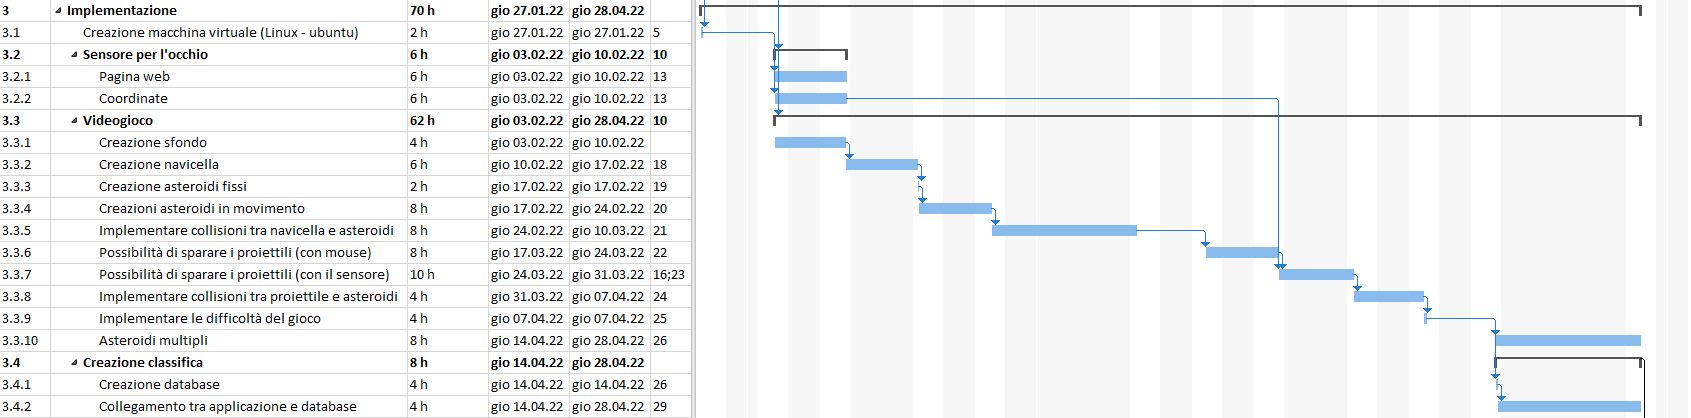 3 Implementazione 70 h gio 27.01.22 gio 28.04.22
3.1 Creazione macchina virtuale (Linux - ubuntu) 2 h gio 27.01.22 gio 27.01.22 5
3.2 Sensore per l'occhio 6 h gio 03.02.22 gio 10.02.22 10
3.2.1 Pagina web 6 h gio 03.02.22 gio 10.02.22 13
3.2.2 Coordinate 6 h gio 03.02.22 gio 10.02.22 13
3.3 Videogioco 62 h gio 03.02.22 gio 28.04.22 10
3.3.1 Creazione sfondo 4 h gio 03.02.22 gio 10.02.22
3.3.2 Creazione navicella 6 h gio 10.02.22 gio 17.02.22 18
3.3.3 Creazione asteroidi fissi 2 h gio 17.02.22 gio 17.02.22 19
3.3.4 Creazioni asteroidi in movimento 8 h gio 17.02.22 gio 24.02.22 20
3.3.5 Implementare collisioni tra navicella e asteroidi 8 h gio 24.02.22 gio 10.03.22 21
3.3.6 Possibilità di sparare i proiettili (con mouse) 8 h gio 17.03.22 gio 24.03.22 22
3.3.7 Possibilità di sparare i proiettili (con il sensore) 10 h gio 24.03.22 gio 31.03.22 16;23
3.3.8 Implementare collisioni tra proiettile e asteroidi 4 h gio 31.03.22 gio 07.04.22 24
3.3.9 Implementare le difficoltà del gioco 4 h gio 07.04.22 gio 07.04.22 25
3.3.10 Asteroidi multipli 8 h gio 14.04.22 gio 28.04.22 26
3.4 Creazione classifica 8 h gio 14.04.22 gio 28.04.22
3.4.1 Creazione database 4 h gio 14.04.22 gio 14.04.22 26
3.4.2 Collegamento tra applicazione e database 4 h gio 14.04.22 gio 28.04.22 29